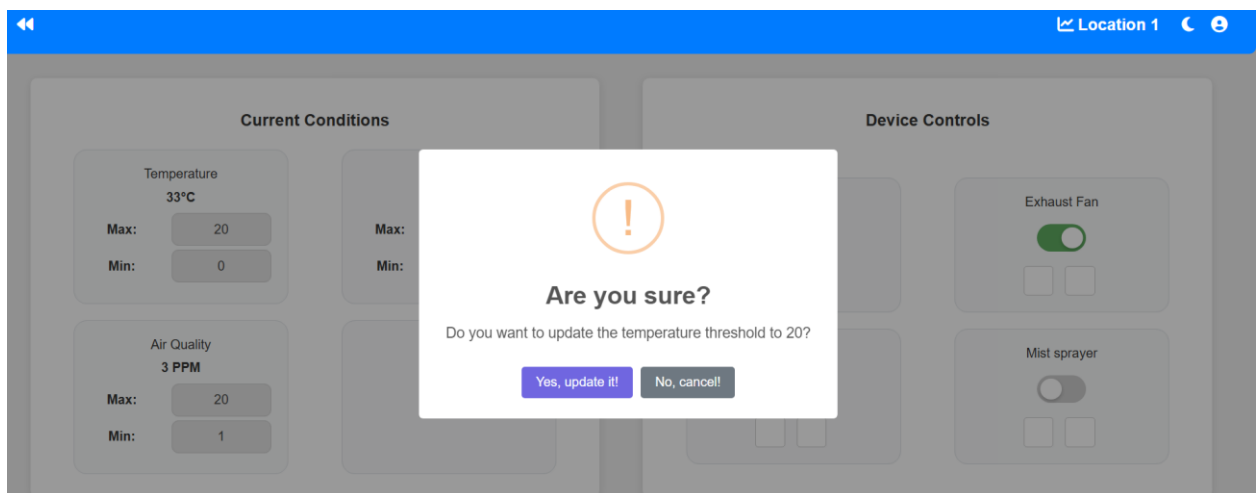 Location 1
Current Conditions
Temperature
33°C
Max: 20
Min: 0
Max:
Min:
Air Quality
3 PPM
Max: 20
Min: 1
Device Controls
Exhaust Fan
Mist sprayer
!
Are you sure?
Do you want to update the temperature threshold to 20?
Yes, update it! No, cancel!